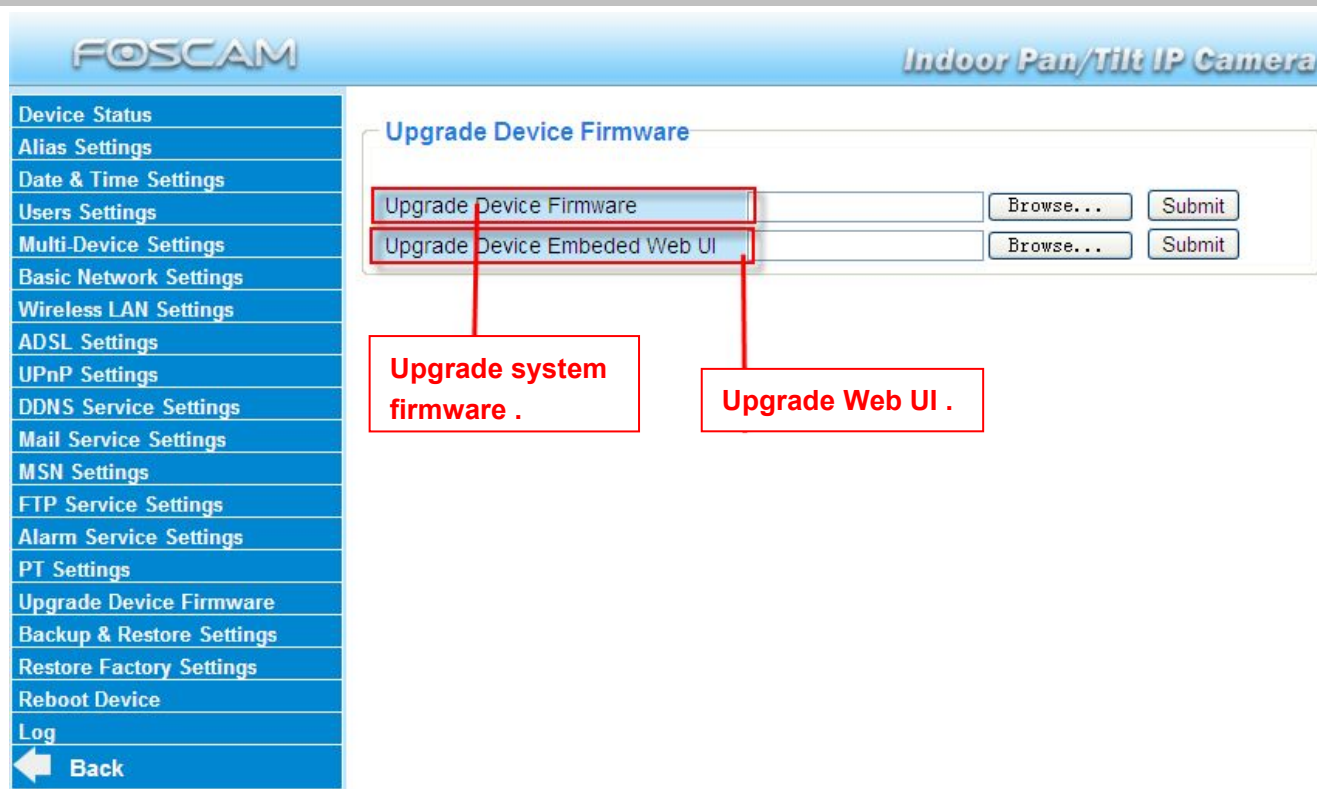 FOSCAM
Indoor Pan/Tilt IP Camera
Device Status
Alias Settings
Date & Time Settings
Users Settings
Multi-Device Settings
Basic Network Settings
Wireless LAN Settings
ADSL Settings
UPnP Settings
DDNS Service Settings
Mail Service Settings
MSN Settings
FTP Service Settings
Alarm Service Settings
PT Settings
Upgrade Device Firmware
Backup & Restore Settings
Restore Factory Settings
Reboot Device
Log
Back
Upgrade Device Firmware
Upgrade Device Firmware Browse... Submit
Upgrade Device Embeded Web UI Browse... Submit
Upgrade system
firmware .
Upgrade Web UI .